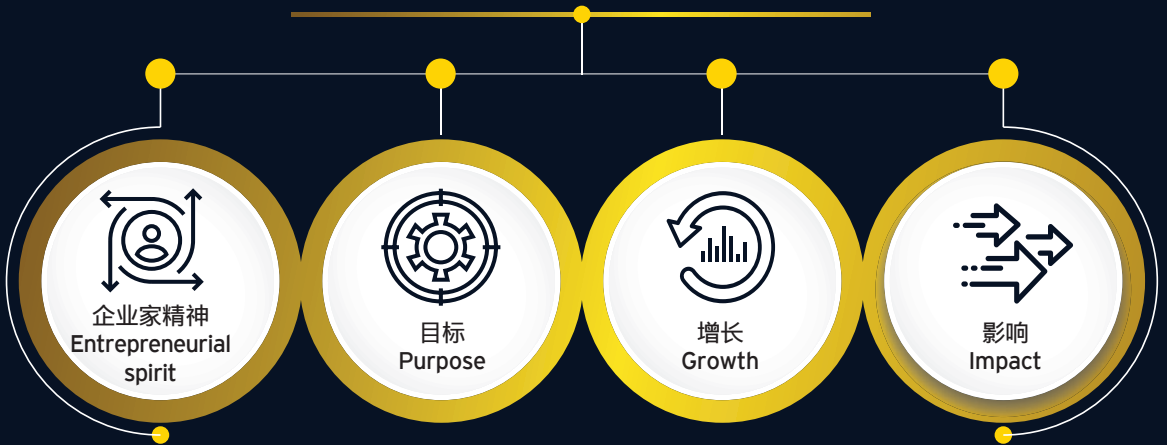 企业家精神
Entrepreneurial
spirit
目标
Purpose
增长
Growth
影响
Impact